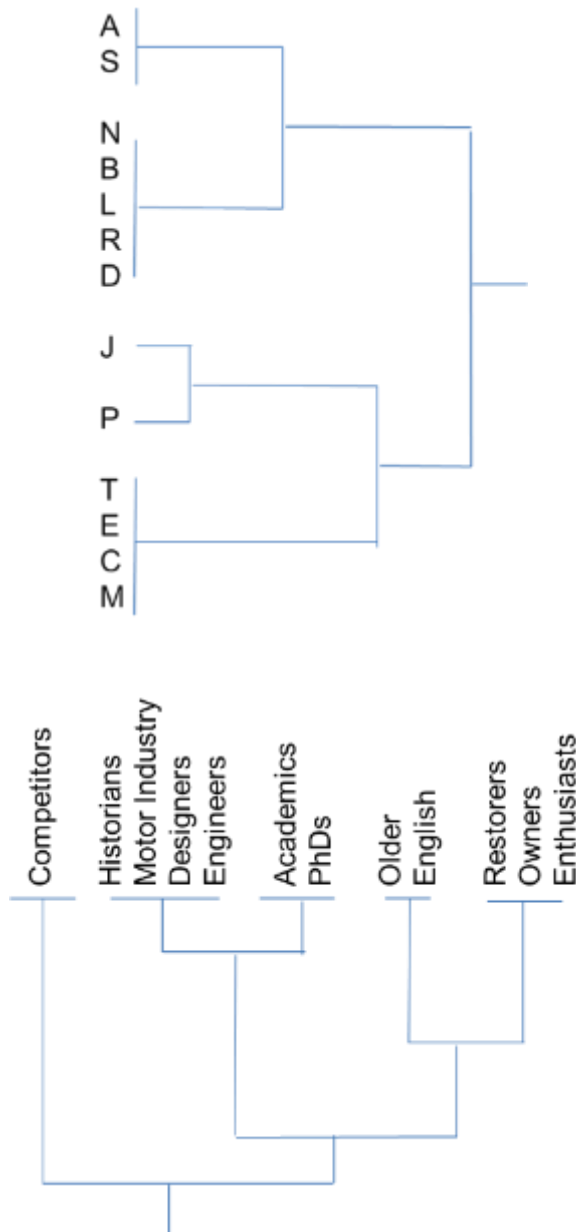 A
S
N
B
L
R
D
J
P
T
E
C
M
Competitors
Historians
Motor Industry
Designers
Engineers
Academics
PhDs
Older
English
Restorers
Owners
Enthusiasts